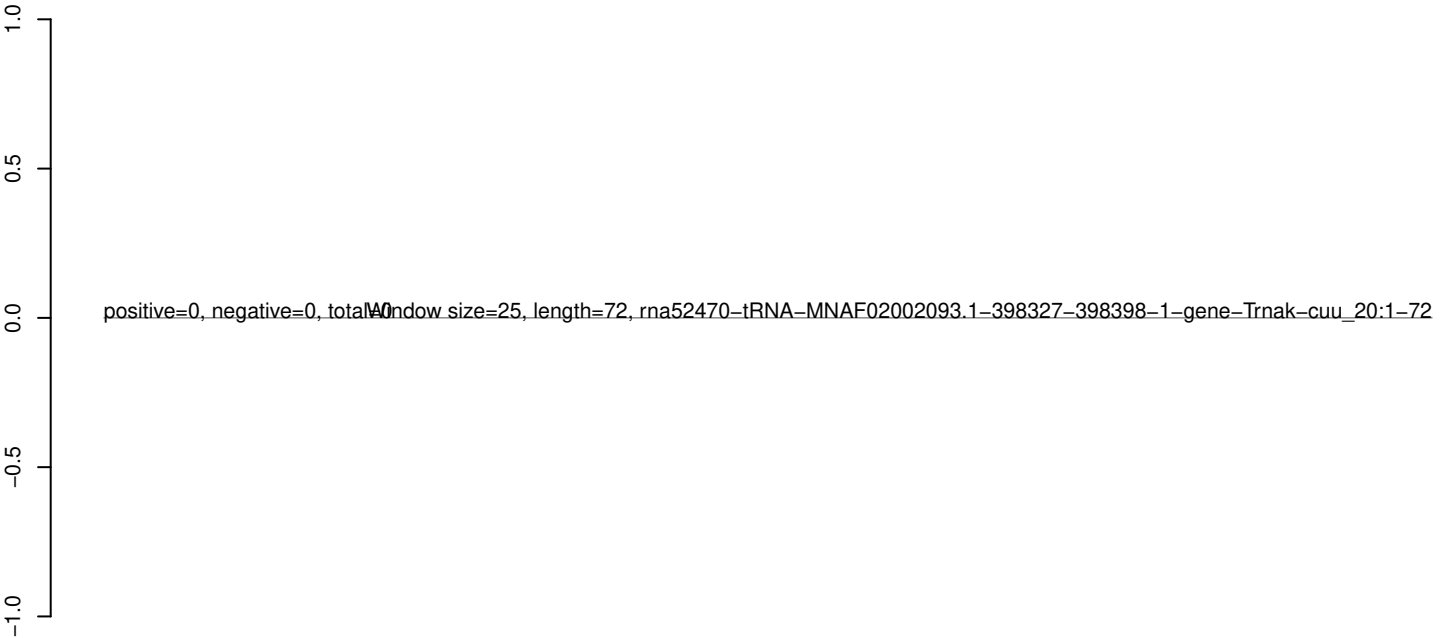 1.0
0.5
positive=0, negative=0, total=0
Window size=25, length=72, rna52470−tRNA−MNAF02002093.1−398327−398398−1−gene−Trnak−cuu_20:1−72
0.0
−0.5
−1.0